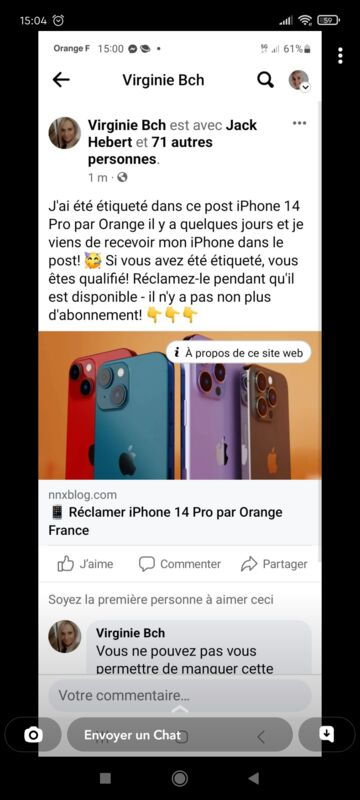 15:04
59
Orange F 15:00
5G 61%
Virginie Bch
Virginie Bch est avec Jack
Hebert et 71 autres
personnes.
1 m
J'ai été étiqueté dans ce post iPhone 14
Pro par Orange il y a quelques jours et je
viens de recevoir mon iPhone dans le
post! 🥳 Si vous avez été étiqueté, vous
êtes qualifié! Réclamez-le pendant qu'il
est disponible - il n'y a pas non plus
d'abonnement! 👇👇👇
i À propos de ce site web
nnxblog.com
📱 Réclamer iPhone 14 Pro par Orange
France
J'aime
Commenter
Partager
Soyez la première personne à aimer ceci
Virginie Bch
Vous ne pouvez pas vous
permettre de manquer cette
Votre commentaire...
Envoyer un Chat